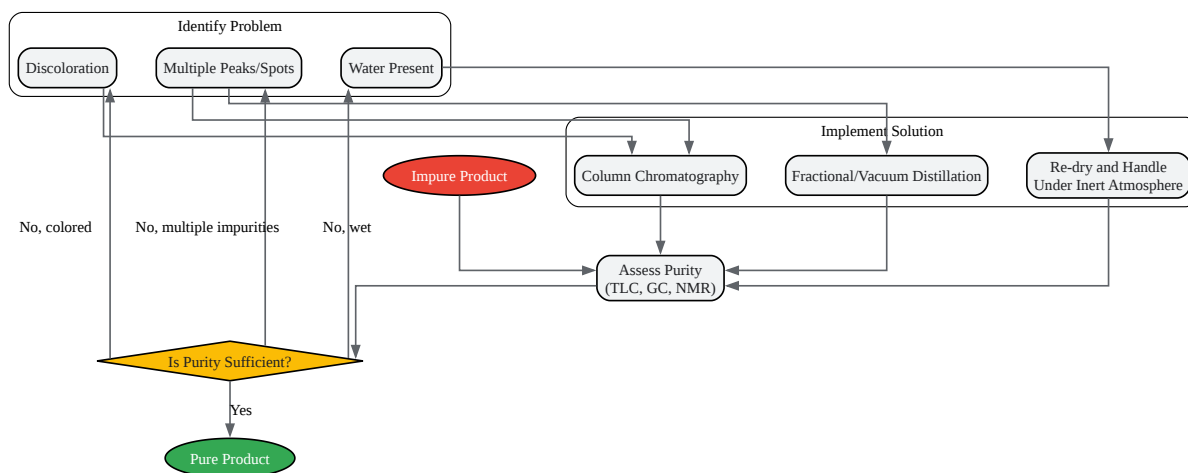 Identify Problem
Discoloration
Multiple Peaks/Spots
Water Present
Implement Solution
Impure Product
Column Chromatography
Fractional/Vacuum Distillation
Re-dry and Handle
Under Inert Atmosphere
No, colored
No, multiple impurities
No, wet
Assess Purity
(TLC, GC, NMR)
Is Purity Sufficient?
Yes
Pure Product